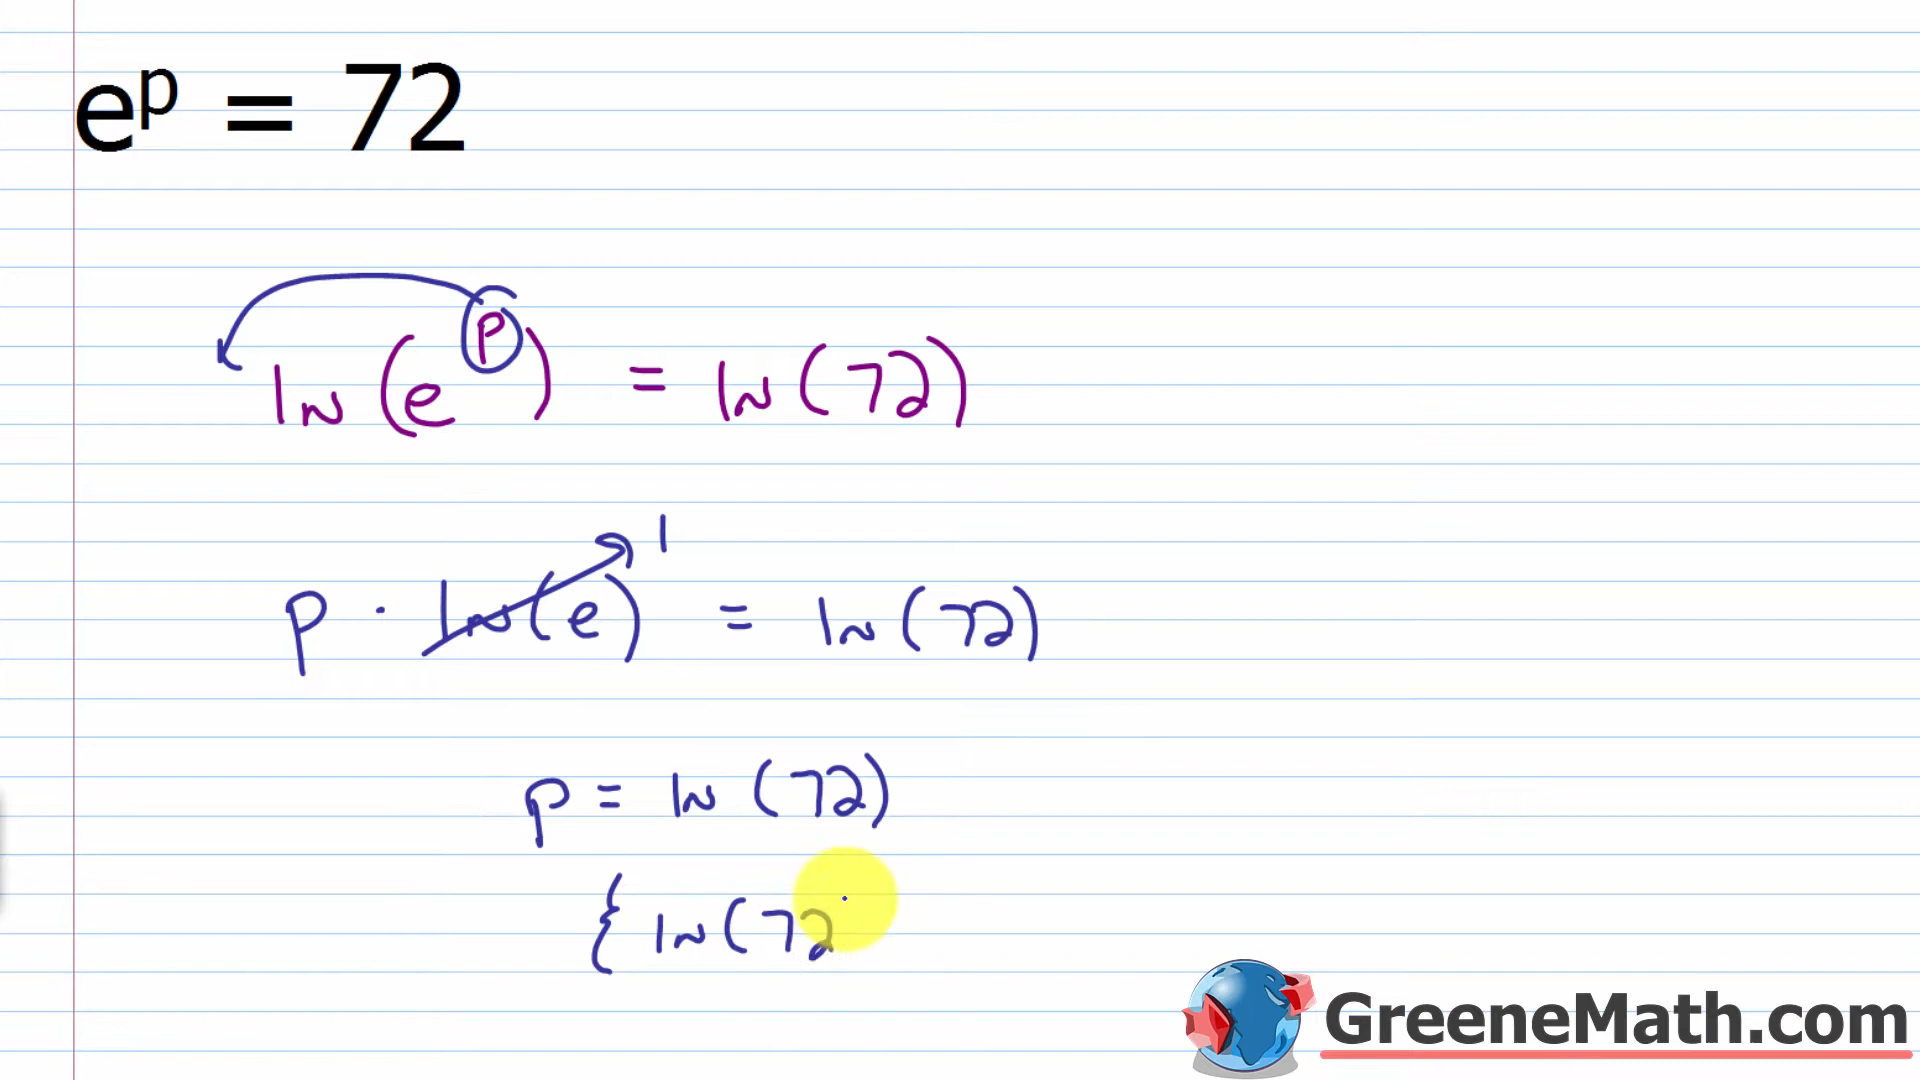 e^p = 72
ln(e^p) = ln(72)
1
p · ln(e) = ln(72)
p = ln(72)
{ ln(72
GreeneMath.com